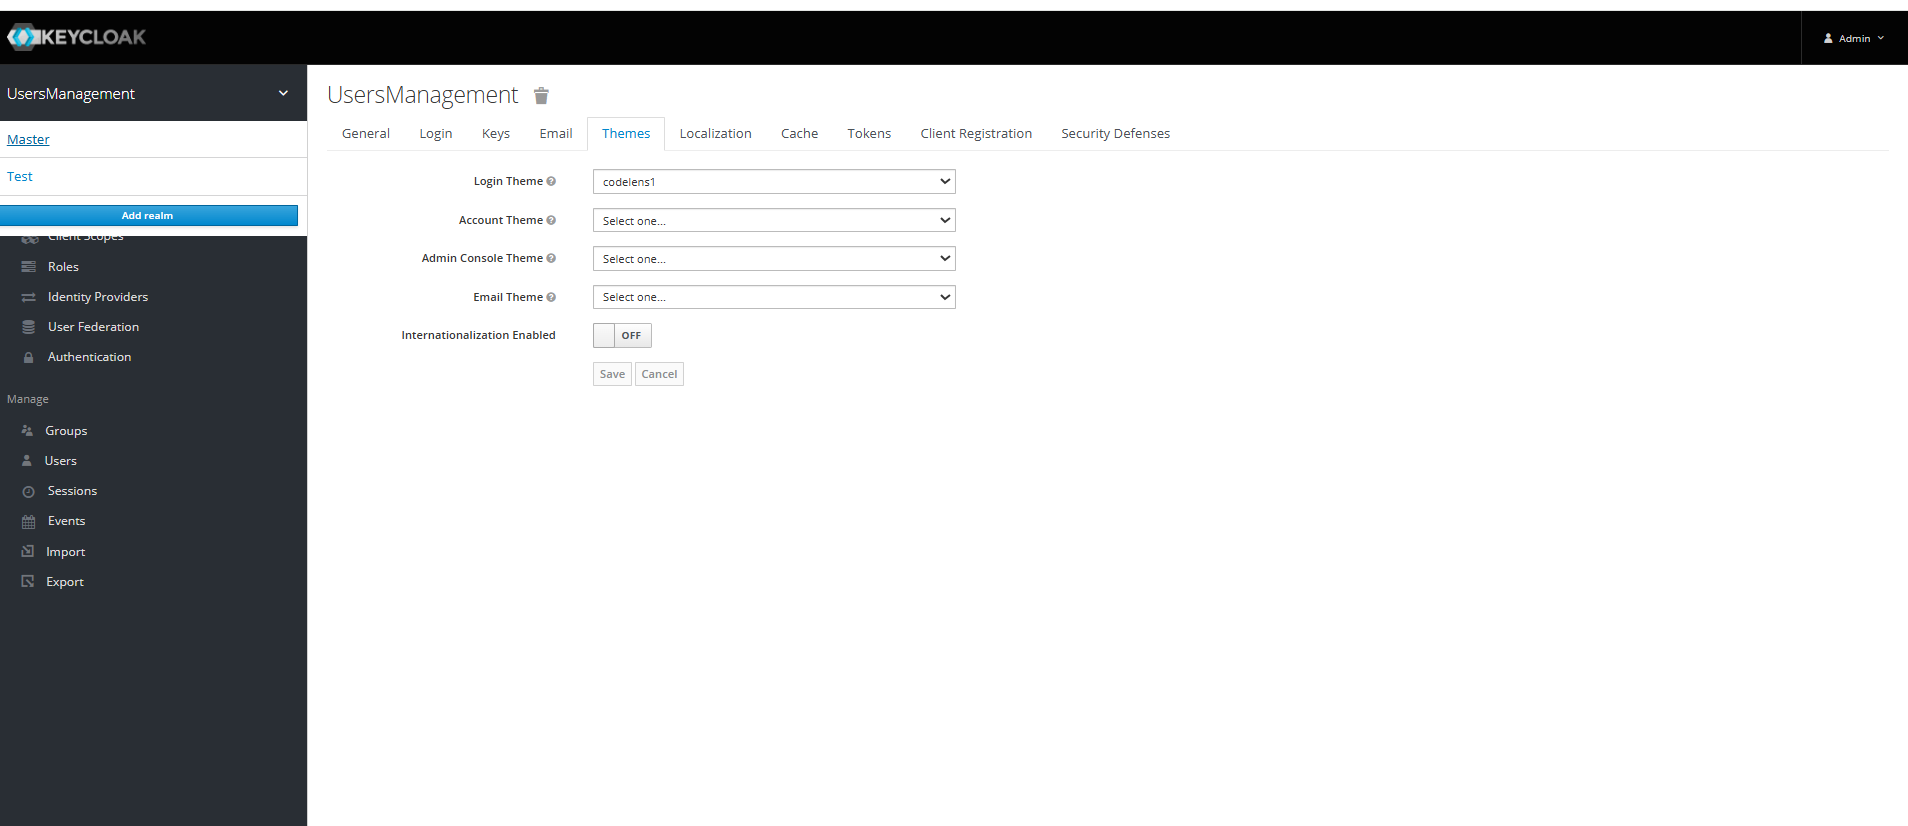 KEYCLOAK
Admin
UsersManagement
Master
Test
Add realm
Client Scopes
Roles
Identity Providers
User Federation
Authentication
Manage
Groups
Users
Sessions
Events
Import
Export
UsersManagement
General Login Keys Email Themes Localization Cache Tokens Client Registration Security Defenses
Login Theme codelens1
Account Theme Select one...
Admin Console Theme Select one...
Email Theme Select one...
Internationalization Enabled OFF
Save Cancel